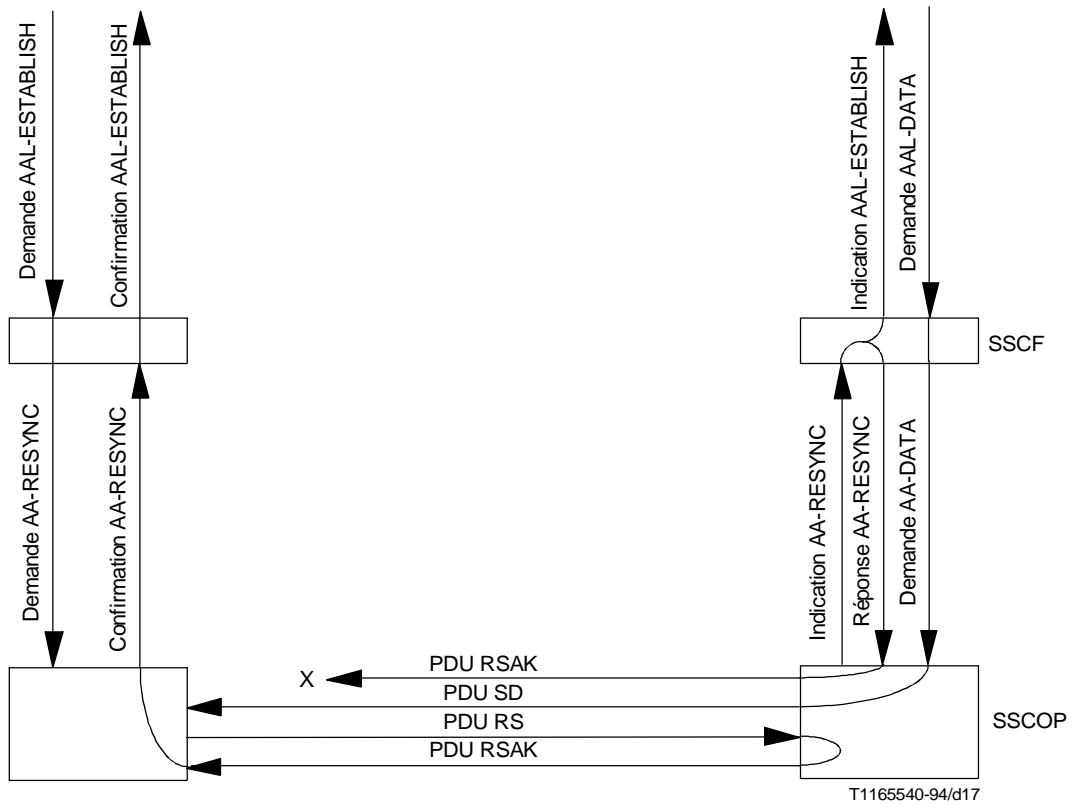 Demande AAL-ESTABLISH
Confirmation AAL-ESTABLISH
Indication AAL-ESTABLISH
Demande AAL-DATA
SSCF
Demande AA-RESYNC
Confirmation AA-RESYNC
Indication AA-RESYNC
Réponse AA-RESYNC
Demande AA-DATA
X
PDU RSAK
PDU SD
PDU RS
PDU RSAK
SSCOP
T1165540-94/d17